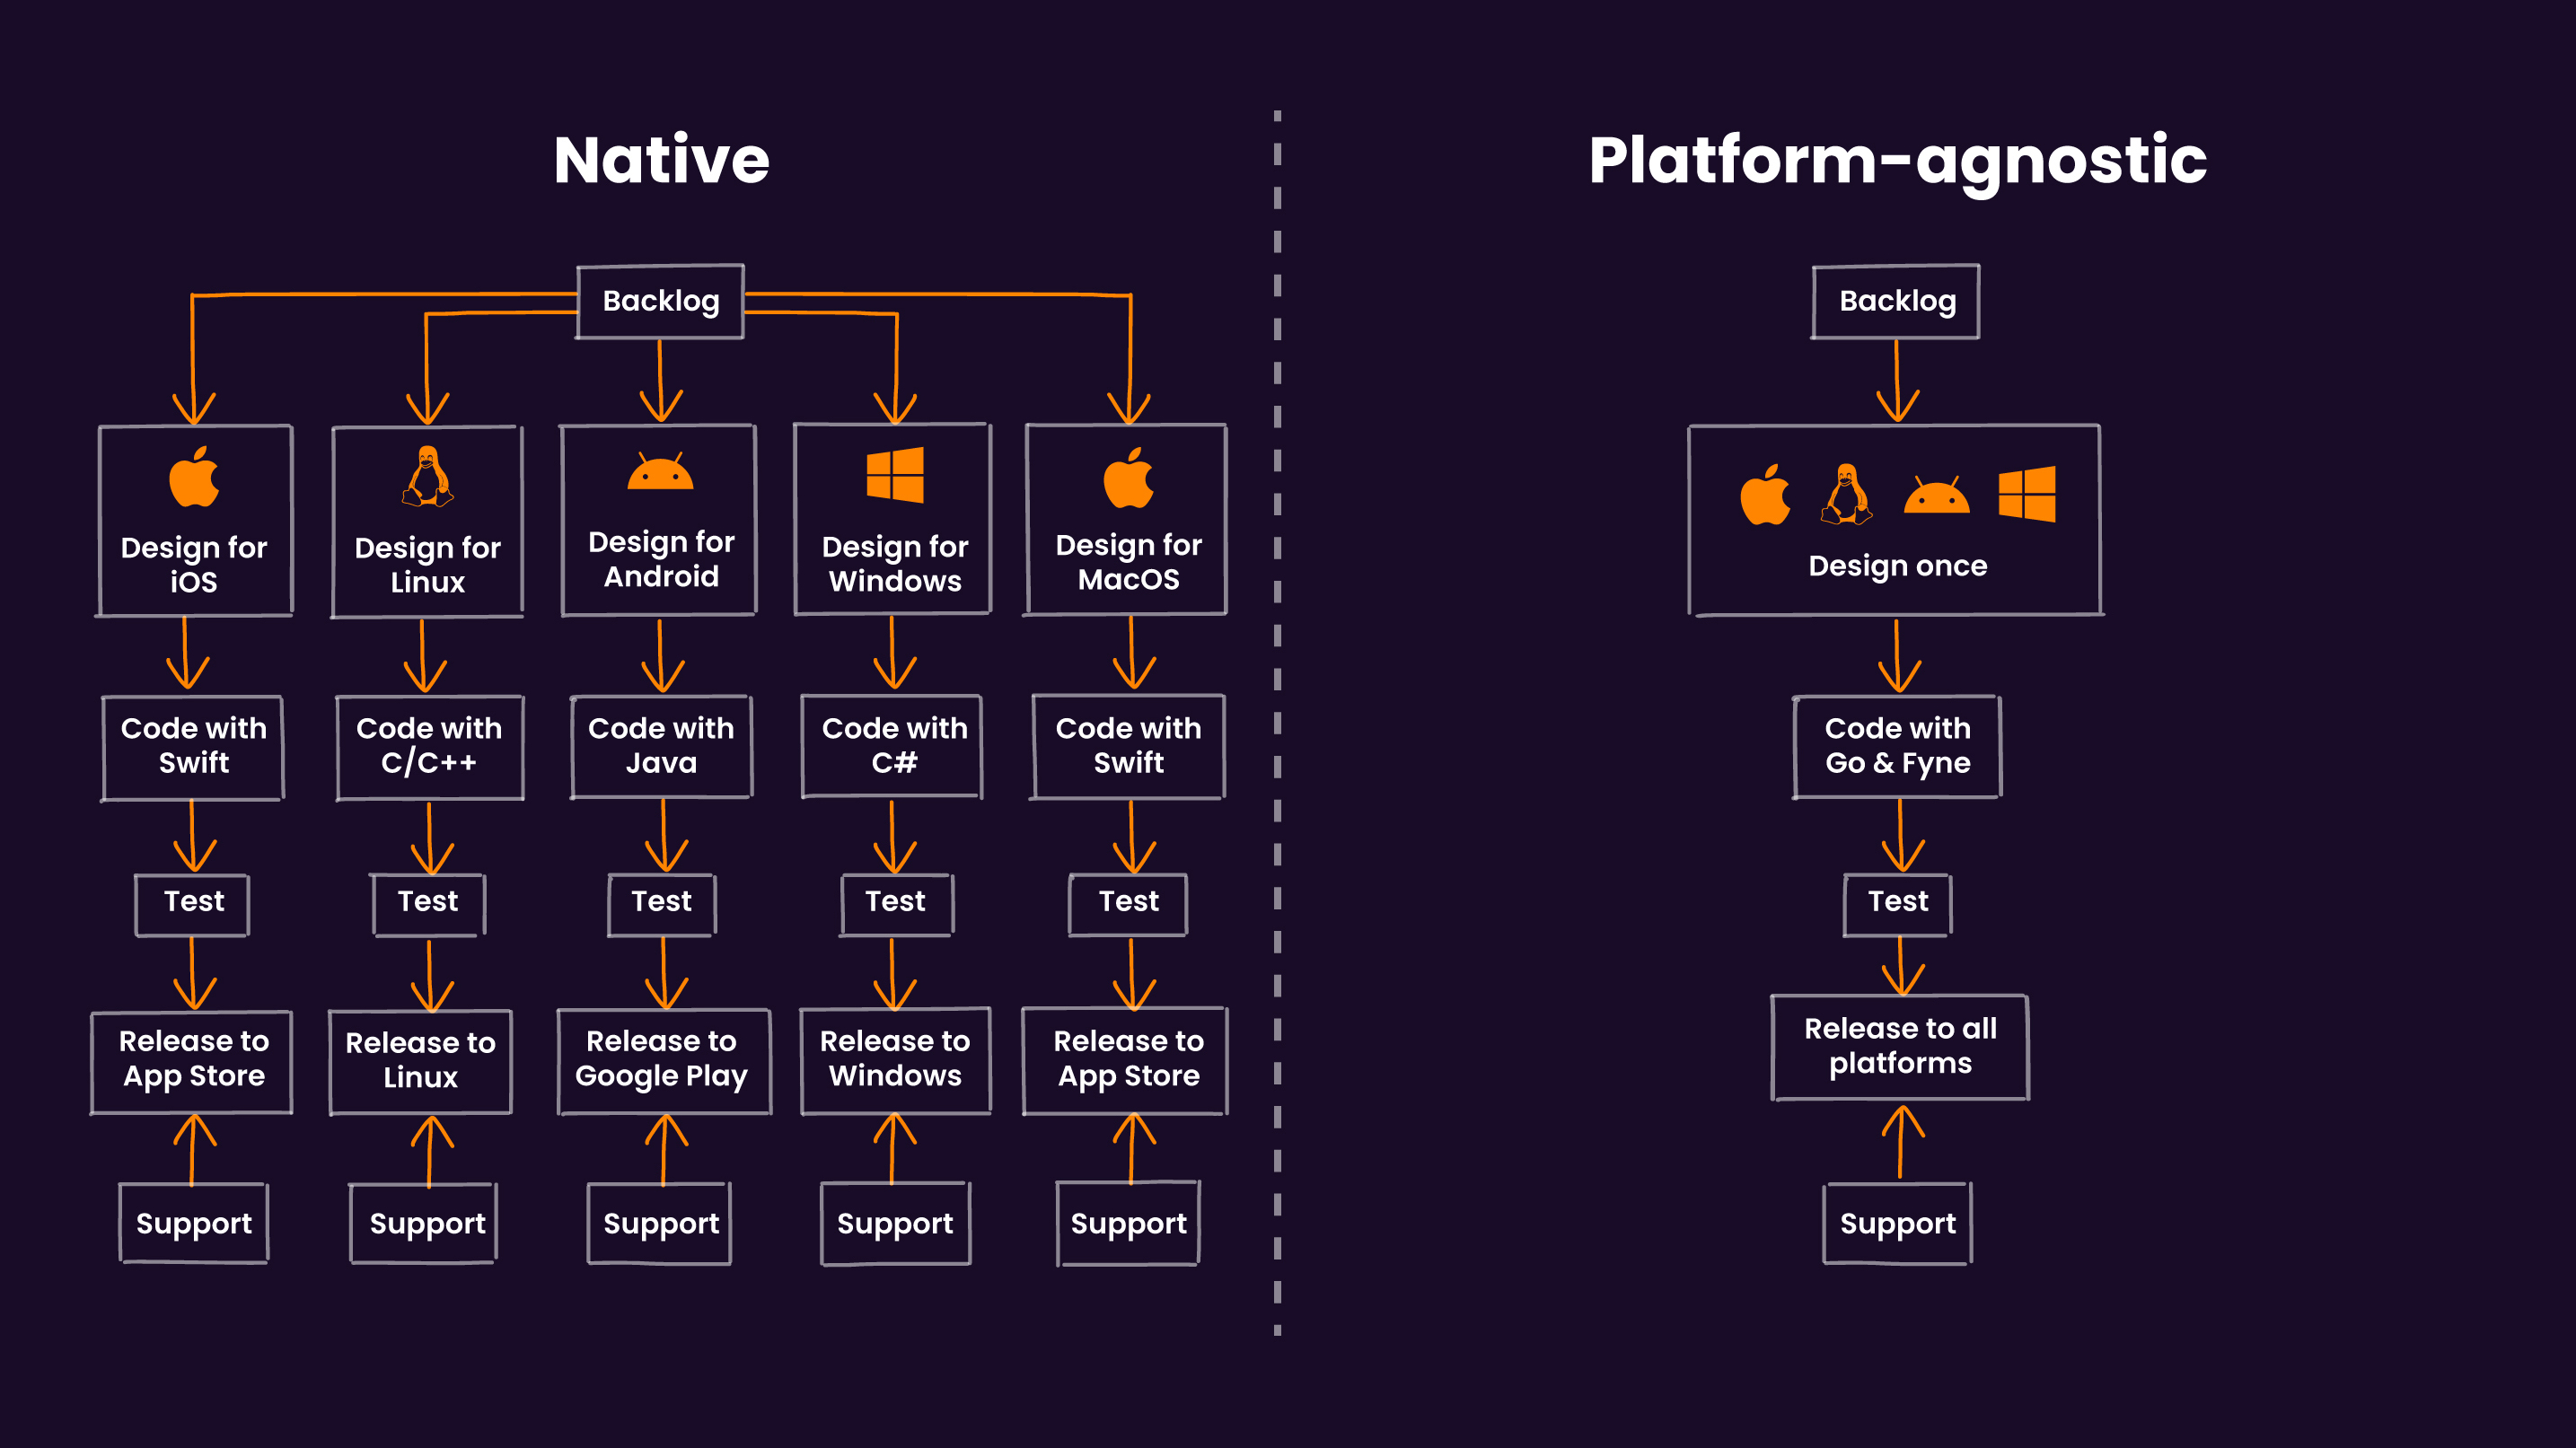 Native
Backlog
Design for
iOS
Design for
Linux
Design for
Android
Design for
Windows
Design for
MacOS
Code with
Swift
Code with
C/C++
Code with
Java
Code with
C#
Code with
Swift
Test
Test
Test
Test
Test
Release to
App Store
Release to
Linux
Release to
Google Play
Release to
Windows
Release to
App Store
Support
Support
Support
Support
Support
Platform-agnostic
Backlog
Design once
Code with
Go & Fyne
Test
Release to all
platforms
Support